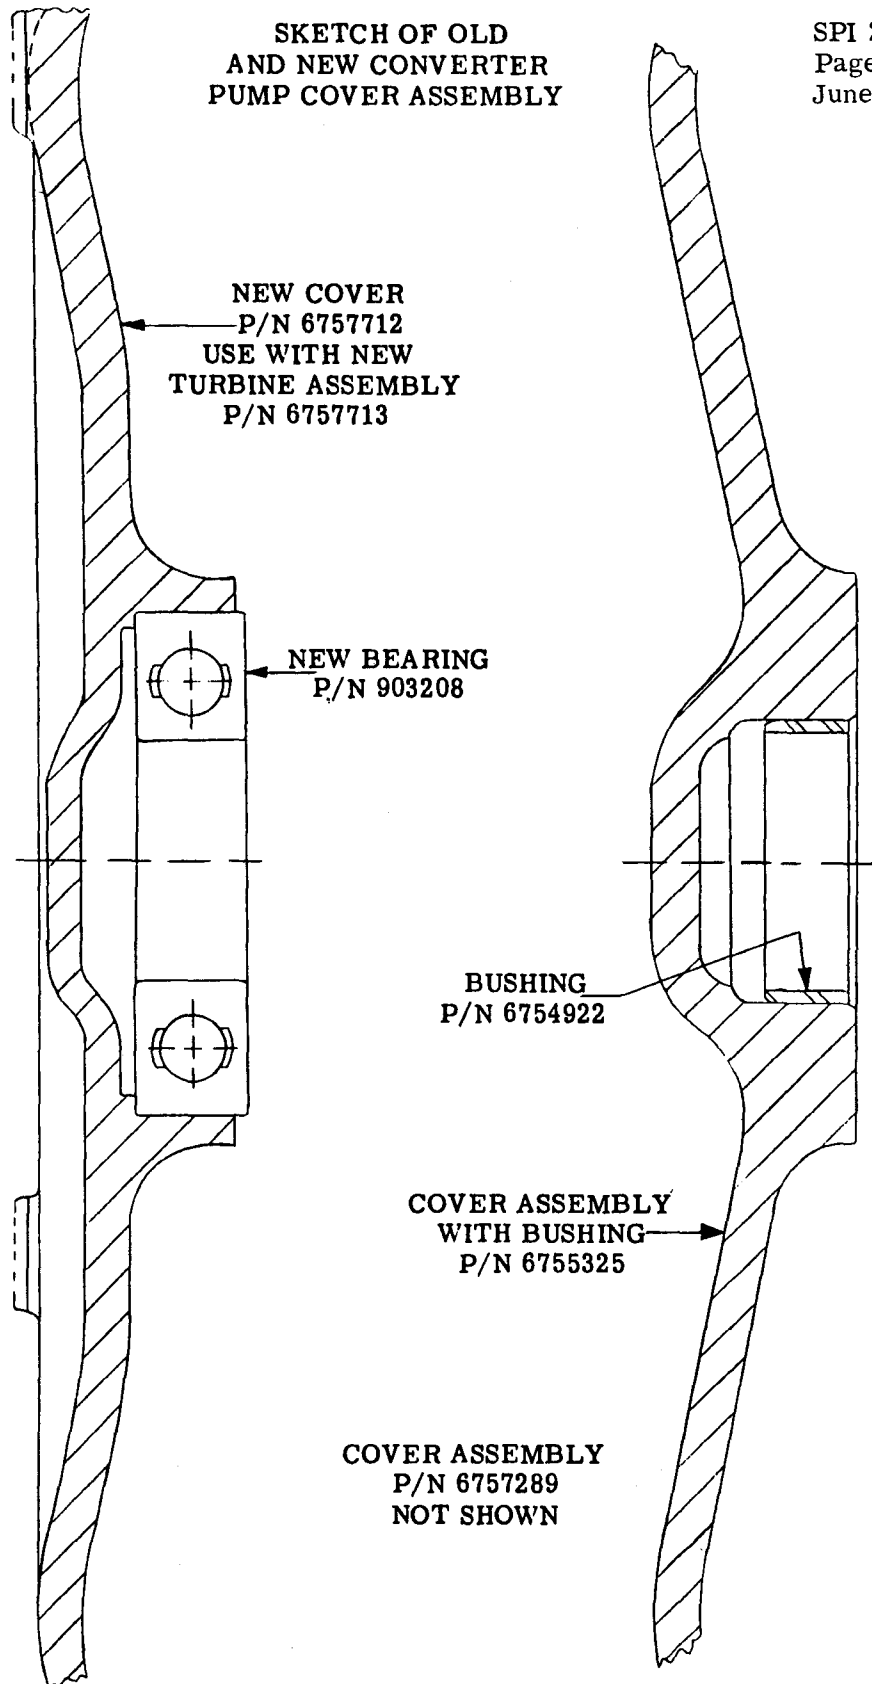 SKETCH OF OLD
AND NEW CONVERTER
PUMP COVER ASSEMBLY
SPI
Page
June
NEW COVER
P/N 6757712
USE WITH NEW
TURBINE ASSEMBLY
P/N 6757713
NEW BEARING
P/N 903208
BUSHING
P/N 6754922
COVER ASSEMBLY
WITH BUSHING
P/N 6755325
COVER ASSEMBLY
P/N 6757289
NOT SHOWN